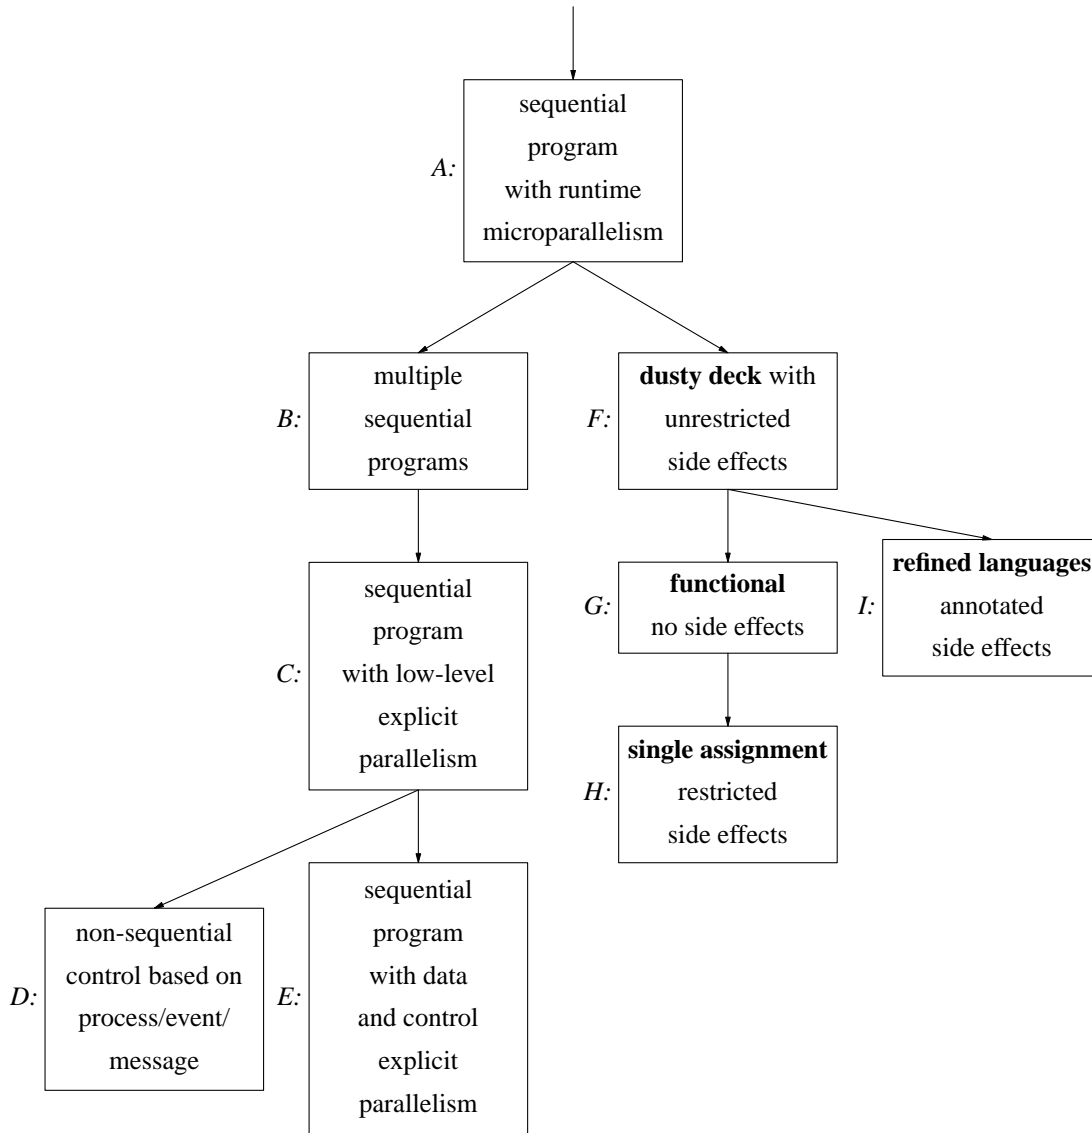 sequential
program
A:
with runtime
microparallelism
multiple
B:
sequential
programs
dusty deck with
F:
unrestricted
side effects
sequential
program
C:
with low-level
explicit
parallelism
functional
G:
no side effects
refined languages
I:
annotated
side effects
single assignment
H:
restricted
side effects
non-sequential
control based on
D:
process/event/
message
sequential
program
with data
E:
and control
explicit
parallelism